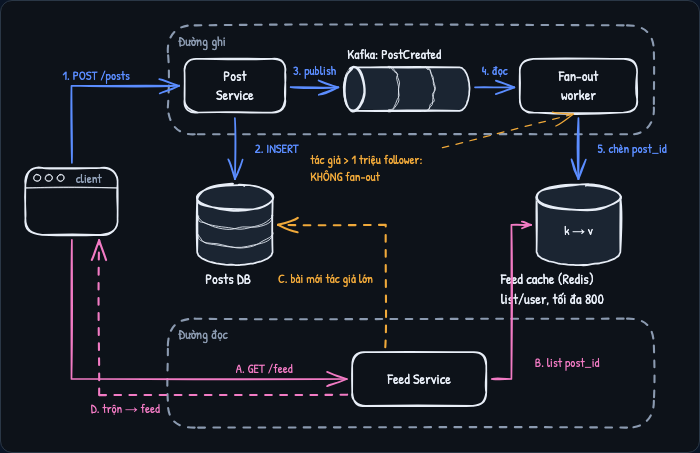 Đường ghi
Kafka: PostCreated
1. POST /posts
Post
Service
3. publish
4. đọc
Fan-out
worker
2. INSERT
5. chèn post_id
tác giả > 1 triệu follower:
KHÔNG fan-out
client
k → v
Posts DB
C. bài mới tác giả lớn
Feed cache (Redis)
list/user, tối đa 800
Đường đọc
A. GET /feed
Feed Service
B. list post_id
D. trộn → feed